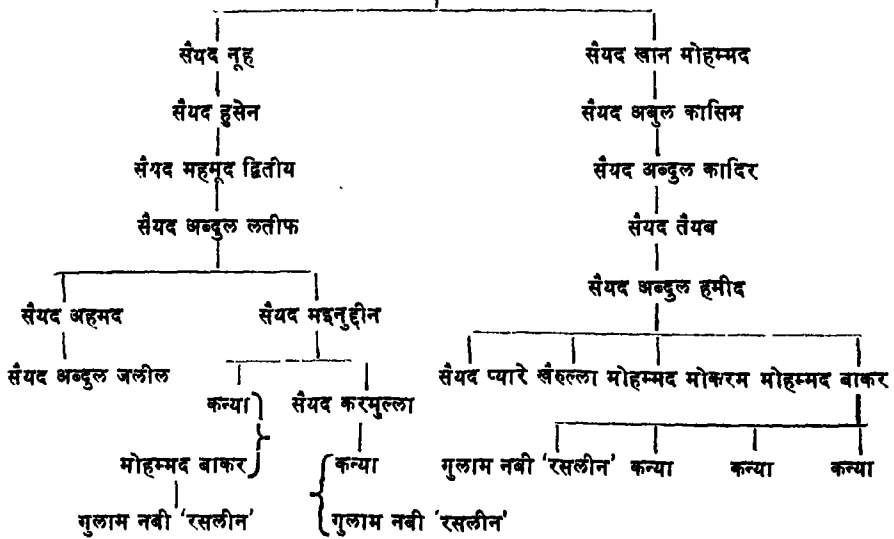 सैयद नूह सैयद खान मोहम्मद
सैयद हुसेन सैयद अबुल कासिम
सैयद महमूद द्वितीय सैयद अब्दुल कादिर
सैयद अब्दुल लतीफ सैयद तैयब
सैयद अब्दुल हमीद
सैयद अहमद सैयद मइनुद्दीन
सैयद अब्दुल जलील सैयद प्यारे खैरुल्ला मोहम्मद मोकरम मोहम्मद बाकर
कन्या सैयद करमुल्ला
मोहम्मद बाकर कन्या गुलाम नबी 'रसलीन' कन्या कन्या कन्या
गुलाम नबी 'रसलीन' गुलाम नबी 'रसलीन'